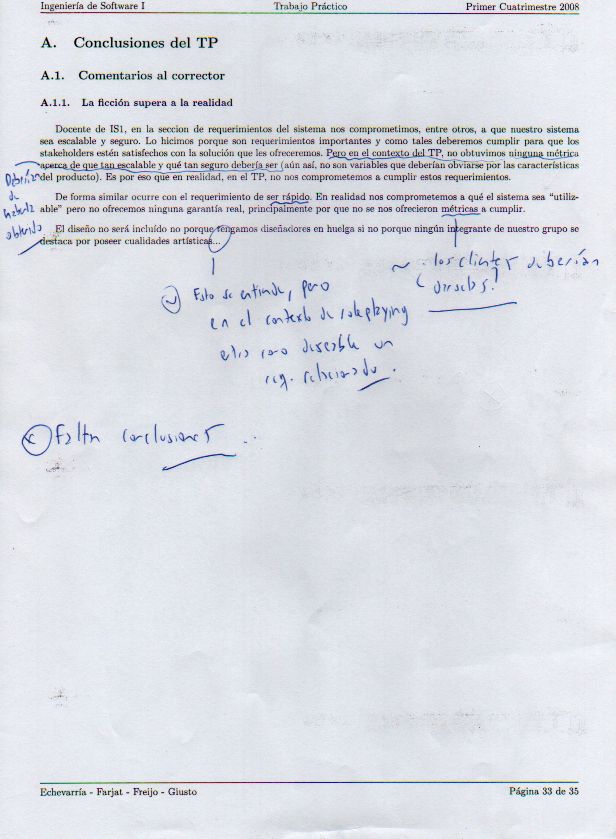 Ingeniería de Software I Trabajo Práctico Primer Cuatrimestre 2008
A. Conclusiones del TP
A.1. Comentarios al corrector
A.1.1. La ficción supera a la realidad
Docente de IS1, en la seccion de requerimientos del sistema nos comprometimos, entre otros, a que nuestro sistema
sea escalable y seguro. Lo hicimos porque son requerimientos importantes y como tales deberemos cumplir para que los
stakeholders estén satisfechos con la solución que les ofreceremos. Pero en el contexto del TP, no obtuvimos ninguna métrica
acerca de que tan escalable y qué tan seguro debería ser (aún así, no son variables que deberían obviarse por las características
del producto). Es por eso que en realidad, en el TP, no nos comprometemos a cumplir estos requerimientos.
De forma similar ocurre con el requerimiento de ser rápido. En realidad nos comprometemos a qué el sistema sea “utiliz-
able” pero no ofrecemos ninguna garantía real, principalmente por que no se nos ofrecieron métricas a cumplir.
El diseño no será incluído no porque tengamos diseñadores en huelga si no porque ningún integrante de nuestro grupo se
destaca por poseer cualidades artísticas...
Deberían
de
haberla
obtenido
los clientes deberían
darselas?
Esto se entiende, pero
en el contexto de roleplaying
era deseable un
req. relacionado.
Faltan conclusiones ..
Echevarría - Farjat - Freijo - Giusto Página 33 de 35